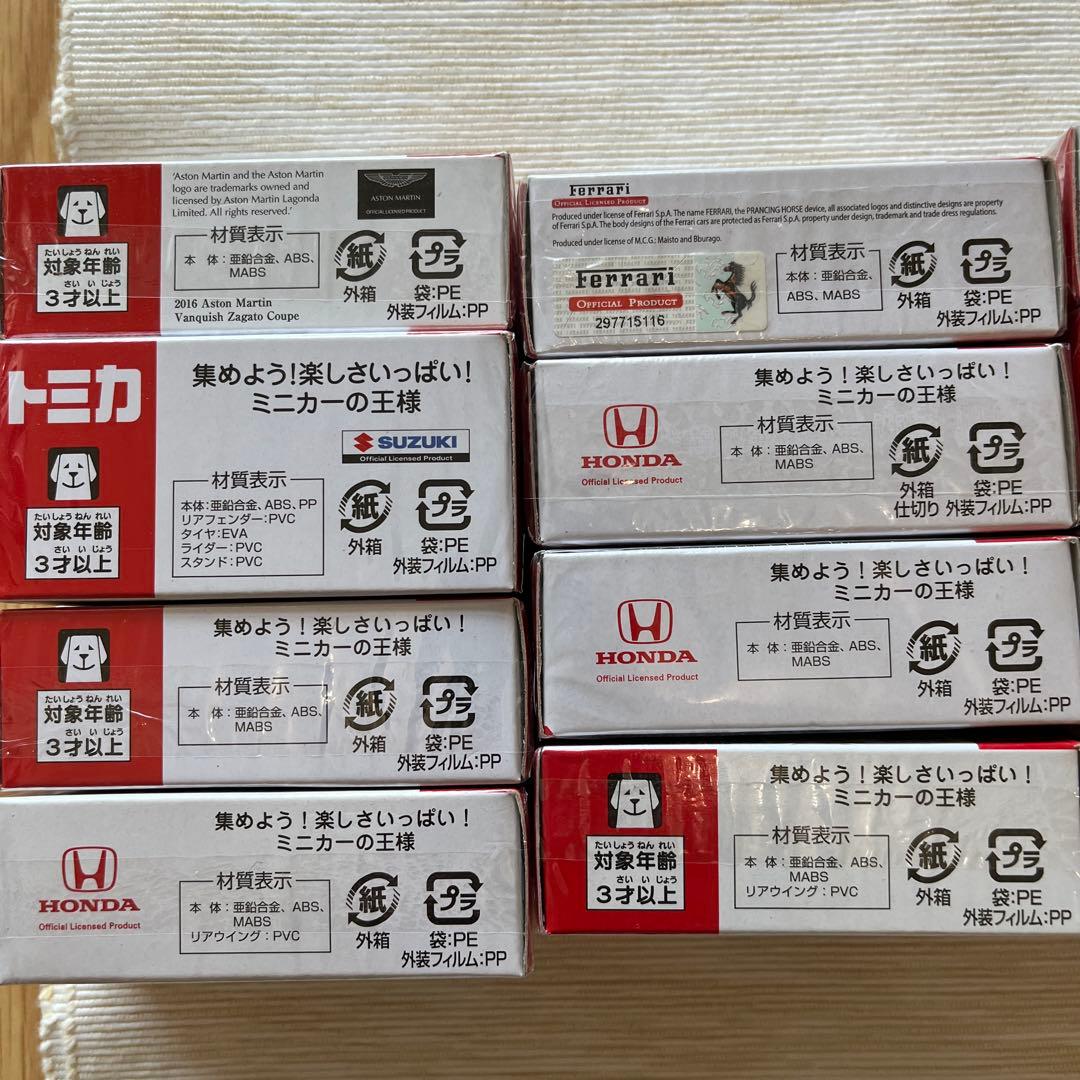 'Aston Martin and the Aston Martin
logo are trademarks owned and
licensed by Aston Martin Lagonda
Limited. All rights reserved.'
ASTON MARTIN
OFFICIAL LICENSED PRODUCT
たいしょうねんれい
対象年齢
さいいじょう
3才以上
材質表示
本体:亜鉛合金、ABS、
MABS
2016 Aston Martin
Vanquish Zagato Coupe
紙
外箱
プラ
袋:PE
外装フィルム:PP
トミカ
集めよう!楽しさいっぱい!
ミニカーの王様
SUZUKI
Official Licensed Product
たいしょうねんれい
対象年齢
さいいじょう
3才以上
材質表示
本体:亜鉛合金、ABS、PP
リアフェンダー:PVC
タイヤ:EVA
ライダー:PVC
スタンド:PVC
紙
外箱
プラ
袋:PE
外装フィルム:PP
集めよう!楽しさいっぱい!
ミニカーの王様
たいしょうねんれい
対象年齢
さいいじょう
3才以上
材質表示
本体:亜鉛合金、ABS、
MABS
紙
外箱
プラ
袋:PE
外装フィルム:PP
集めよう!楽しさいっぱい!
ミニカーの王様
HONDA
Official Licensed Product
材質表示
本体:亜鉛合金、ABS、
MABS
リアウイング:PVC
紙
外箱
プラ
袋:PE
外装フィルム:PP
Ferrari
OFFICIAL LICENSED PRODUCT
Produced under license of Ferrari S.p.A. The name FERRARI, the PRANCING HORSE device, all associated logos and distinctive designs are property
of Ferrari S.p.A. The body designs of the Ferrari cars are protected as Ferrari S.p.A. property under design, trademark and trade dress regulations.
Produced under license of M.C.G.: Maisto and Bburago.
Ferrari
OFFICIAL PRODUCT
297715116
材質表示
本体:亜鉛合金、
ABS、MABS
紙
外箱
プラ
袋:PE
外装フィルム:PP
集めよう!楽しさいっぱい!
ミニカーの王様
HONDA
Official Licensed Product
材質表示
本体:亜鉛合金、ABS、
MABS
紙
外箱
仕切り
プラ
袋:PE
外装フィルム:PP
集めよう!楽しさいっぱい!
ミニカーの王様
HONDA
Official Licensed Product
材質表示
本体:亜鉛合金、ABS、
MABS
紙
外箱
プラ
袋:PE
外装フィルム:PP
集めよう!楽しさいっぱい!
ミニカーの王様
たいしょうねんれい
対象年齢
さいいじょう
3才以上
材質表示
本体:亜鉛合金、ABS、
MABS
リアウイング:PVC
紙
外箱
プラ
袋:PE
外装フィルム:PP